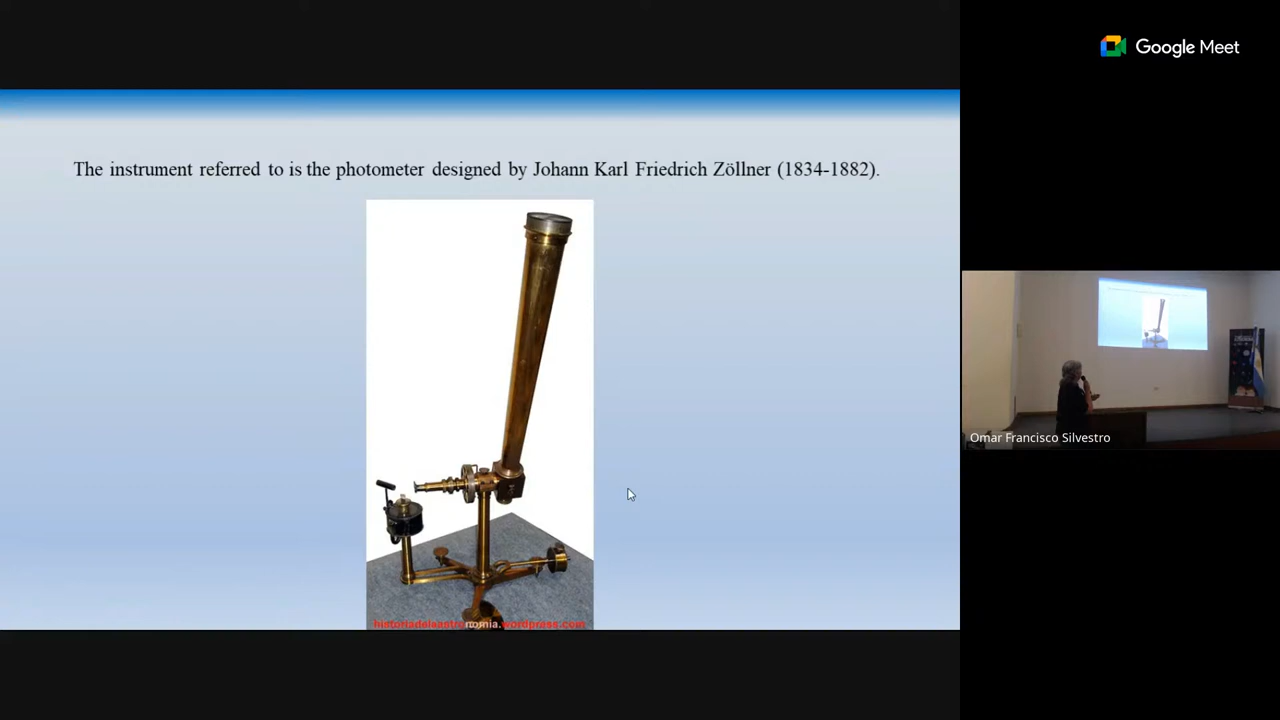 Google Meet
The instrument referred to is the photometer designed by Johann Karl Friedrich Zöllner (1834-1882).
Omar Francisco Silvestro
historiadelaastronomia.wordpress.com